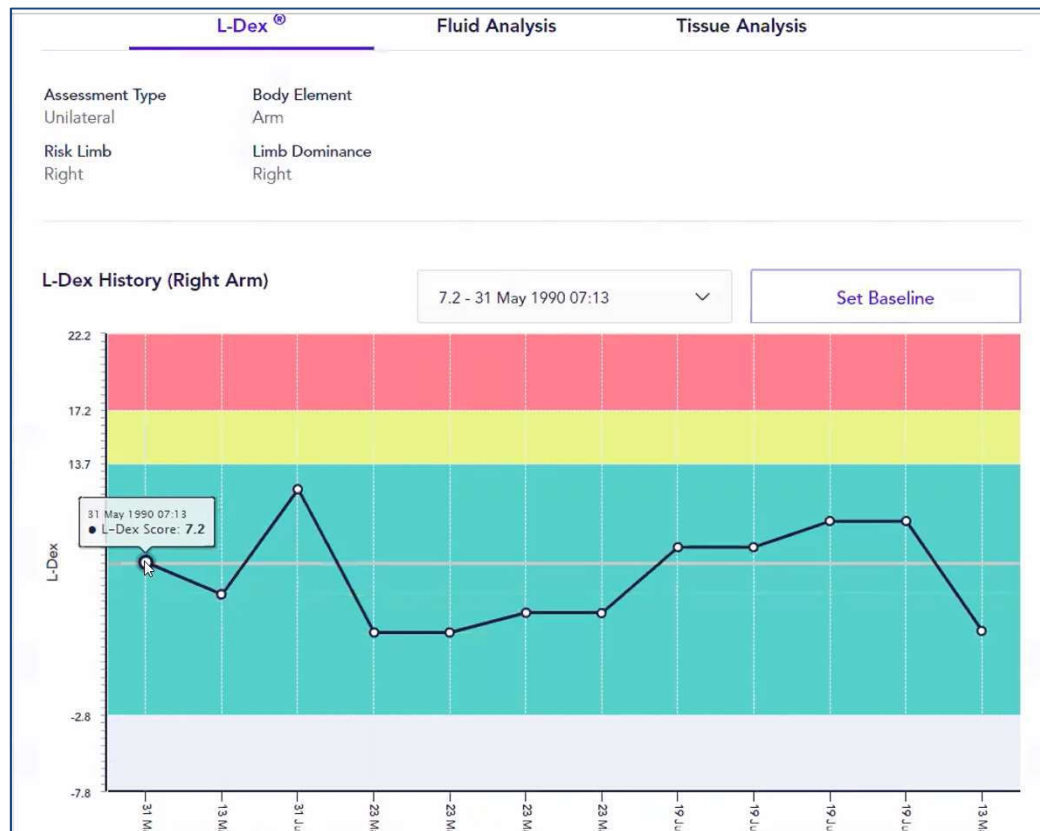 L-Dex ® Fluid Analysis Tissue Analysis
Assessment Type Body Element
Unilateral Arm
Risk Limb Limb Dominance
Right Right
L-Dex History (Right Arm)
7.2 - 31 May 1990 07:13
Set Baseline
22.2
17.2
13.7
31 May 1990 07:13
L-Dex Score: 7.2
L-Dex
-2.8
-7.8
31 M
13 M
31 Ju
23 M
23 M
23 M
23 M
19 Ju
19 Ju
19 Ju
19 Ju
13 M